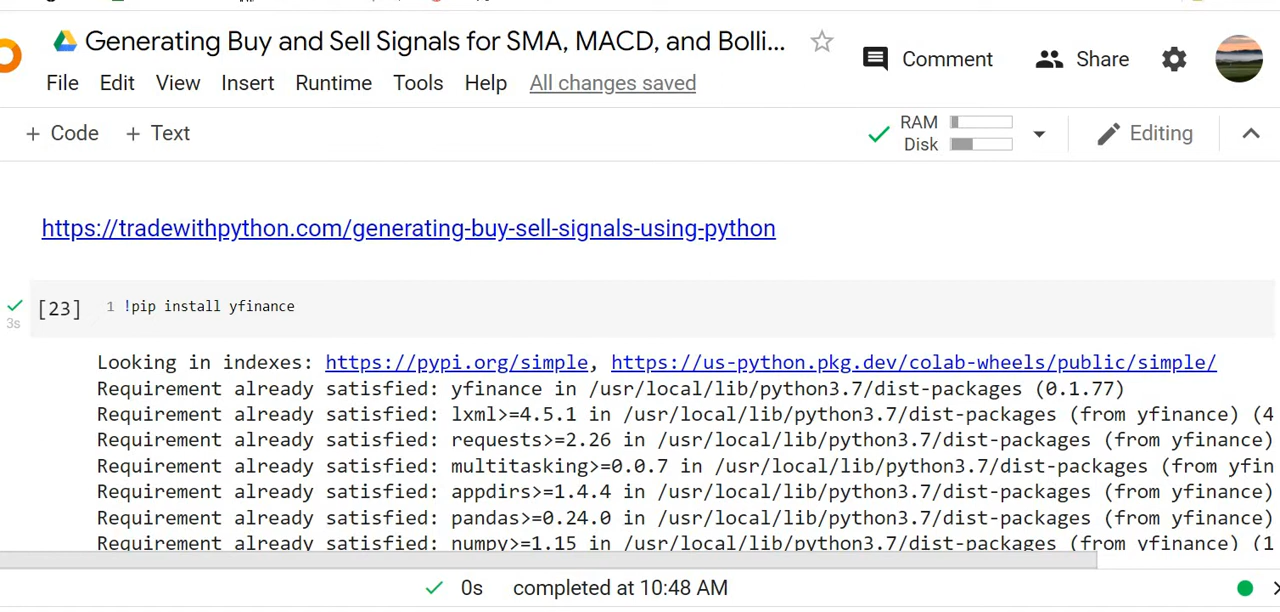 Generating Buy and Sell Signals for SMA, MACD, and Bolli...
Comment
Share
File Edit View Insert Runtime Tools Help All changes saved
+ Code + Text
RAM
Disk
Editing
https://tradewithpython.com/generating-buy-sell-signals-using-python
[23] 1 !pip install yfinance
3s
Looking in indexes: https://pypi.org/simple, https://us-python.pkg.dev/colab-wheels/public/simple/
Requirement already satisfied: yfinance in /usr/local/lib/python3.7/dist-packages (0.1.77)
Requirement already satisfied: lxml>=4.5.1 in /usr/local/lib/python3.7/dist-packages (from yfinance) (4
Requirement already satisfied: requests>=2.26 in /usr/local/lib/python3.7/dist-packages (from yfinance)
Requirement already satisfied: multitasking>=0.0.7 in /usr/local/lib/python3.7/dist-packages (from yfin
Requirement already satisfied: appdirs>=1.4.4 in /usr/local/lib/python3.7/dist-packages (from yfinance)
Requirement already satisfied: pandas>=0.24.0 in /usr/local/lib/python3.7/dist-packages (from yfinance)
Requirement already satisfied: numpy>=1.15 in /usr/local/lib/python3.7/dist-packages (from yfinance) (1
0s completed at 10:48 AM